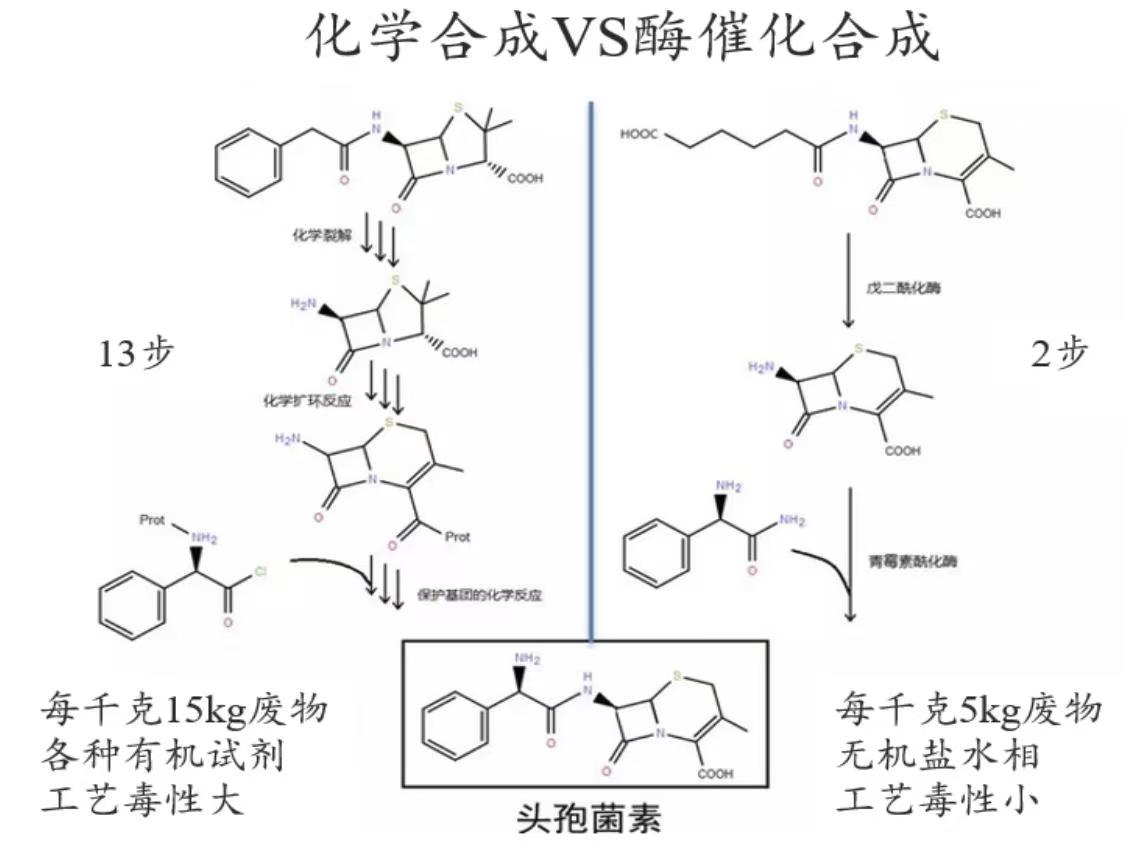 化学合成VS酶催化合成
H
N
S
O
N
O
COOH
化学裂解
H₂N
S
N
O
COOH
13步
化学扩环反应
H₂N
S
N
O
O
Prot
Prot
NH₂
Cl
O
保护基团的化学反应
HOOC
H
N
S
O
N
O
COOH
戊二酰化酶
H₂N
S
N
O
COOH
2步
NH₂
NH₂
O
青霉素酰化酶
NH₂
H
N
S
O
N
O
COOH
头孢菌素
每千克15kg废物
各种有机试剂
工艺毒性大
每千克5kg废物
无机盐水相
工艺毒性小